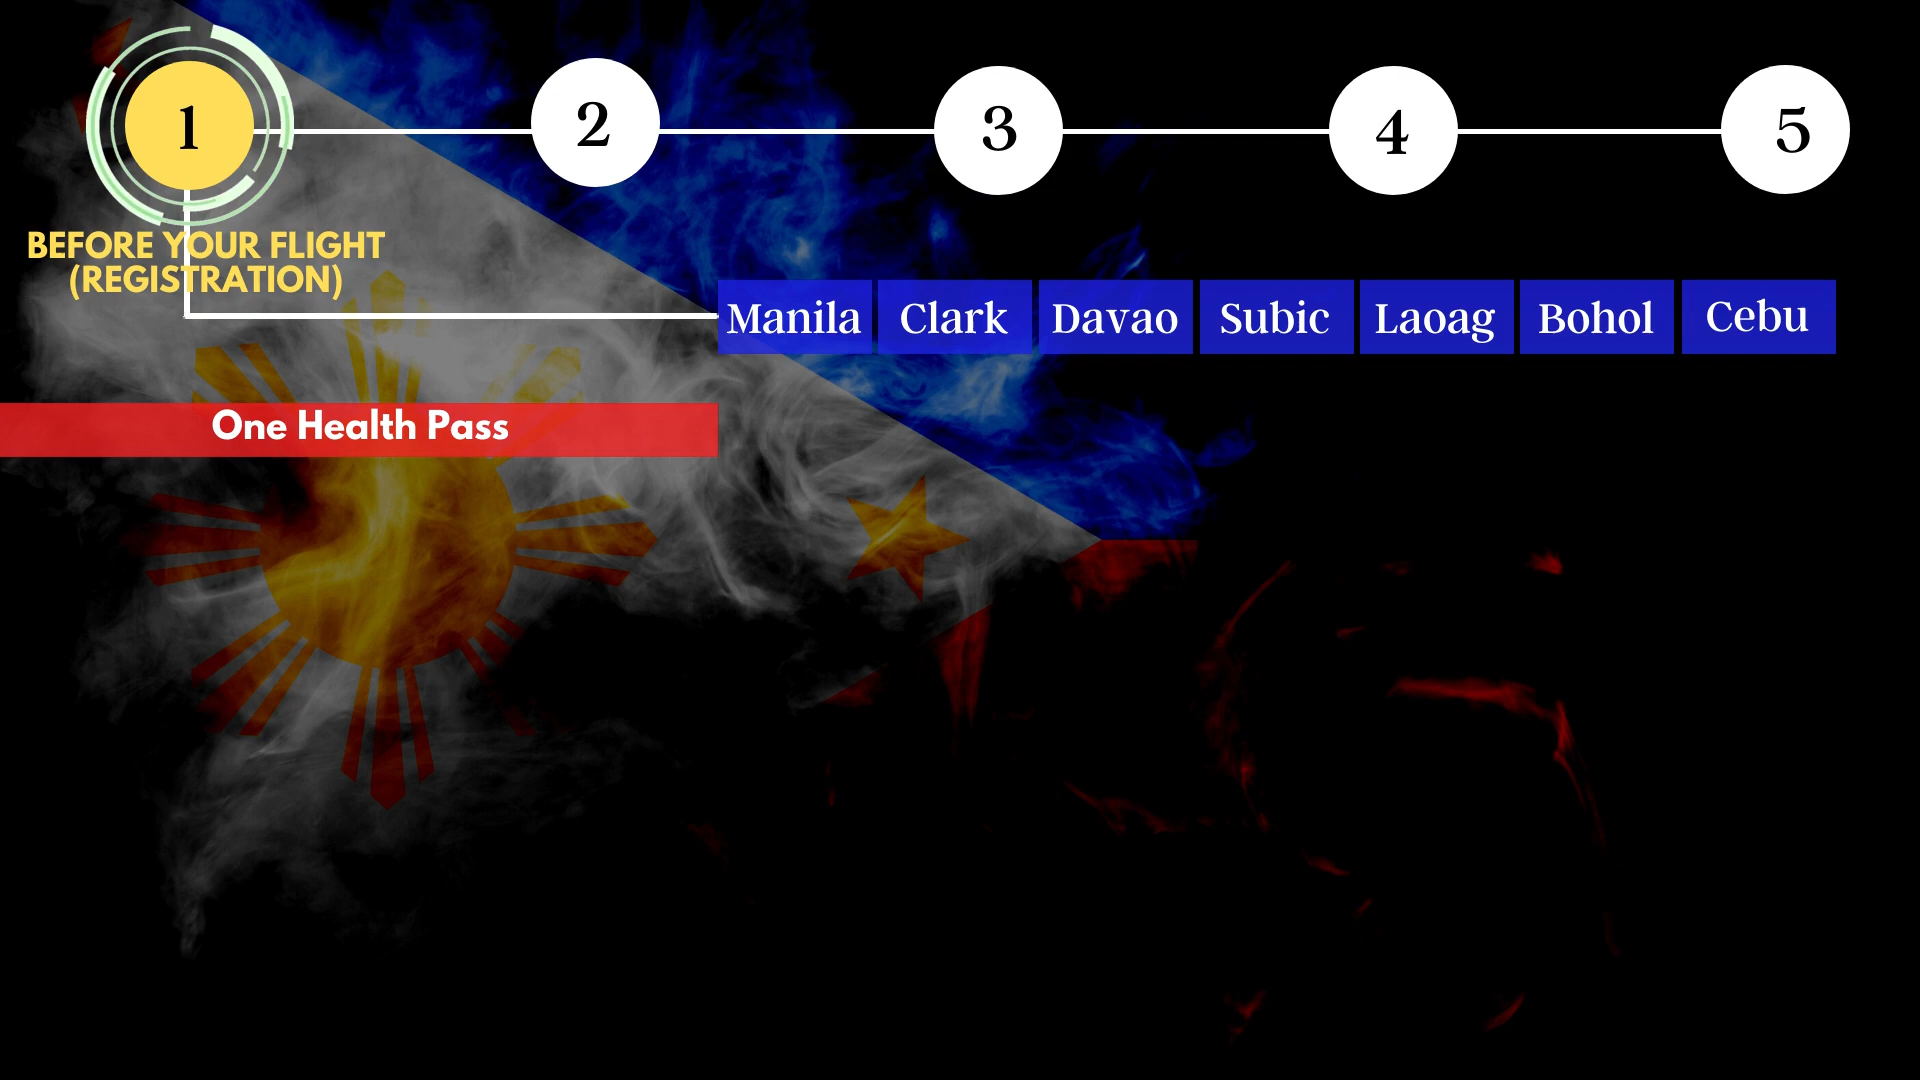 1
2
3
4
5
BEFORE YOUR FLIGHT
(REGISTRATION)
Manila
Clark
Davao
Subic
Laoag
Bohol
Cebu
One Health Pass